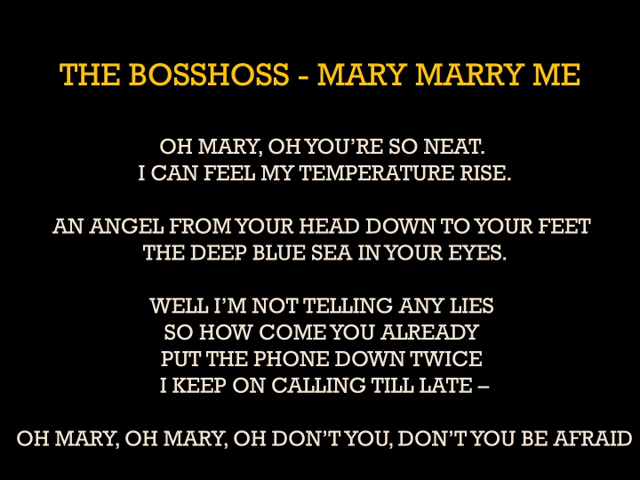 THE BOSSHOSS - MARY MARRY ME
OH MARY, OH YOU'RE SO NEAT.
I CAN FEEL MY TEMPERATURE RISE.
AN ANGEL FROM YOUR HEAD DOWN TO YOUR FEET
THE DEEP BLUE SEA IN YOUR EYES.
WELL I'M NOT TELLING ANY LIES
SO HOW COME YOU ALREADY
PUT THE PHONE DOWN TWICE
I KEEP ON CALLING TILL LATE –
OH MARY, OH MARY, OH DON'T YOU, DON'T YOU BE AFRAID